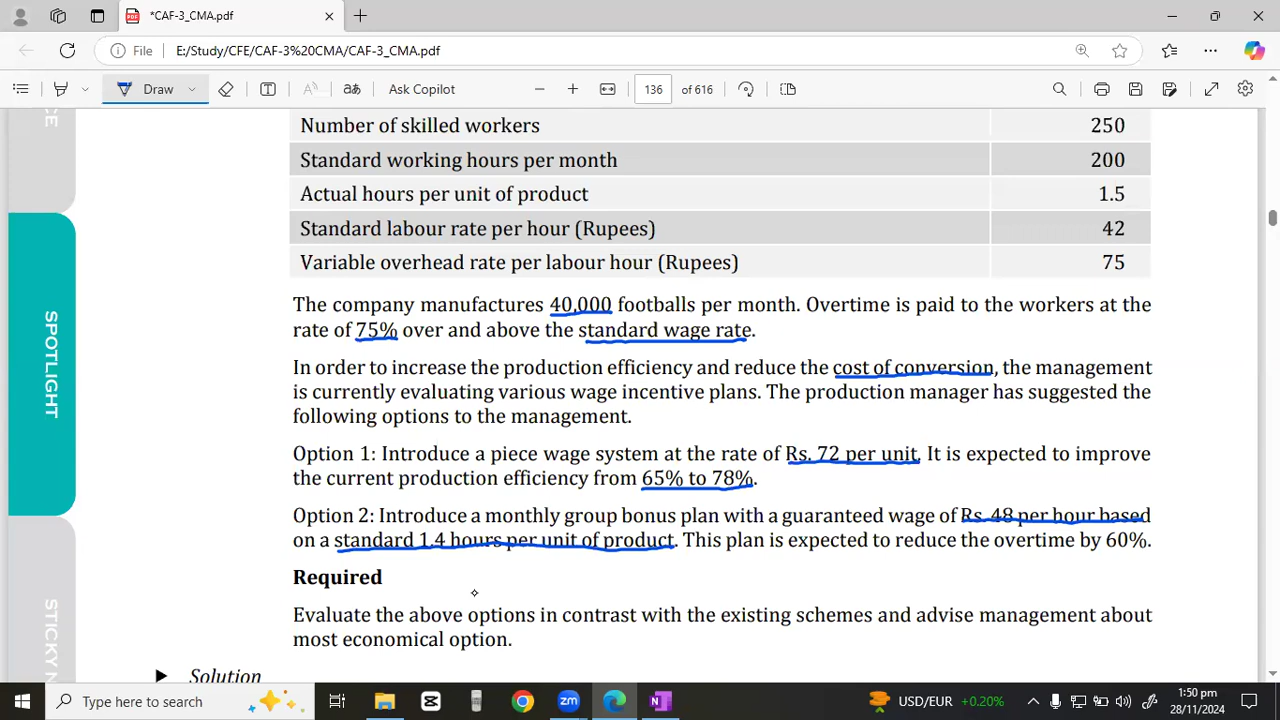 *CAF-3_CMA.pdf
File
E:/Study/CFE/CAF-3%20CMA/CAF-3_CMA.pdf
Draw
Ask Copilot
136 of 616
Number of skilled workers 250
Standard working hours per month 200
Actual hours per unit of product 1.5
Standard labour rate per hour (Rupees) 42
Variable overhead rate per labour hour (Rupees) 75
The company manufactures 40,000 footballs per month. Overtime is paid to the workers at the
rate of 75% over and above the standard wage rate.
In order to increase the production efficiency and reduce the cost of conversion, the management
is currently evaluating various wage incentive plans. The production manager has suggested the
following options to the management.
Option 1: Introduce a piece wage system at the rate of Rs. 72 per unit. It is expected to improve
the current production efficiency from 65% to 78%.
Option 2: Introduce a monthly group bonus plan with a guaranteed wage of Rs. 48 per hour based
on a standard 1.4 hours per unit of product. This plan is expected to reduce the overtime by 60%.
Required
Evaluate the above options in contrast with the existing schemes and advise management about
most economical option.
Solution
SPOTLIGHT
STICKY N
CE
Type here to search
USD/EUR +0.20%
1:50 pm
28/11/2024